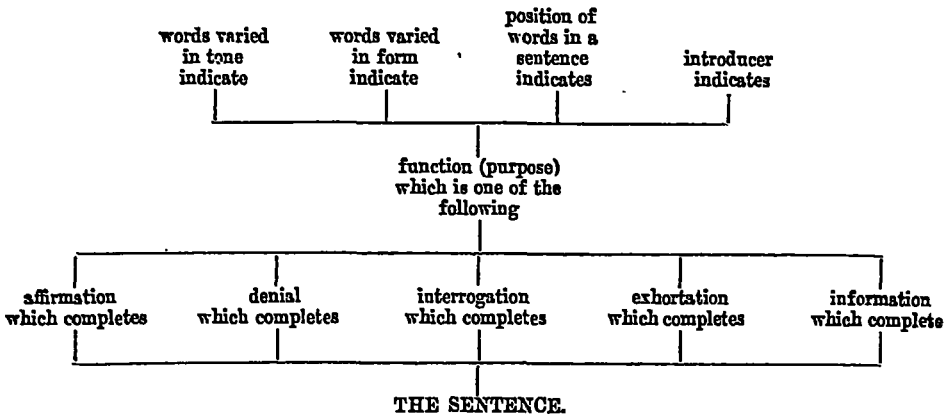 words varied
in tone
indicate
words varied
in form
indicate
position of
words in a
sentence
indicates
introducer
indicates
function (purpose)
which is one of the
following
affirmation
which completes
denial
which completes
interrogation
which completes
exhortation
which completes
information
which complete
THE SENTENCE.